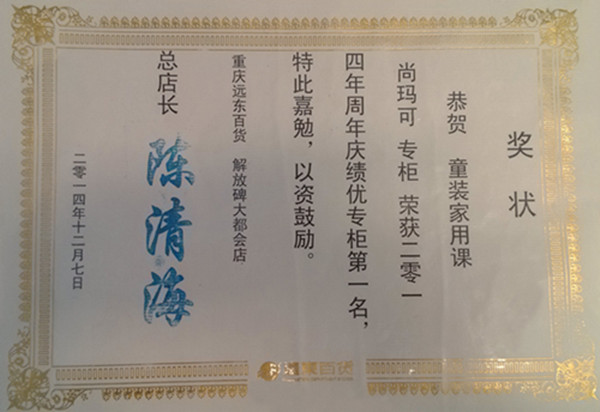 奖状
恭贺 童装家用课
尚玛可 专柜 荣获二零一
四年周年庆绩优专柜第一名，
特此嘉勉，以资鼓励。
重庆远东百货 解放碑大都会店
总店长 陈清海
二零一四年十二月七日
百货